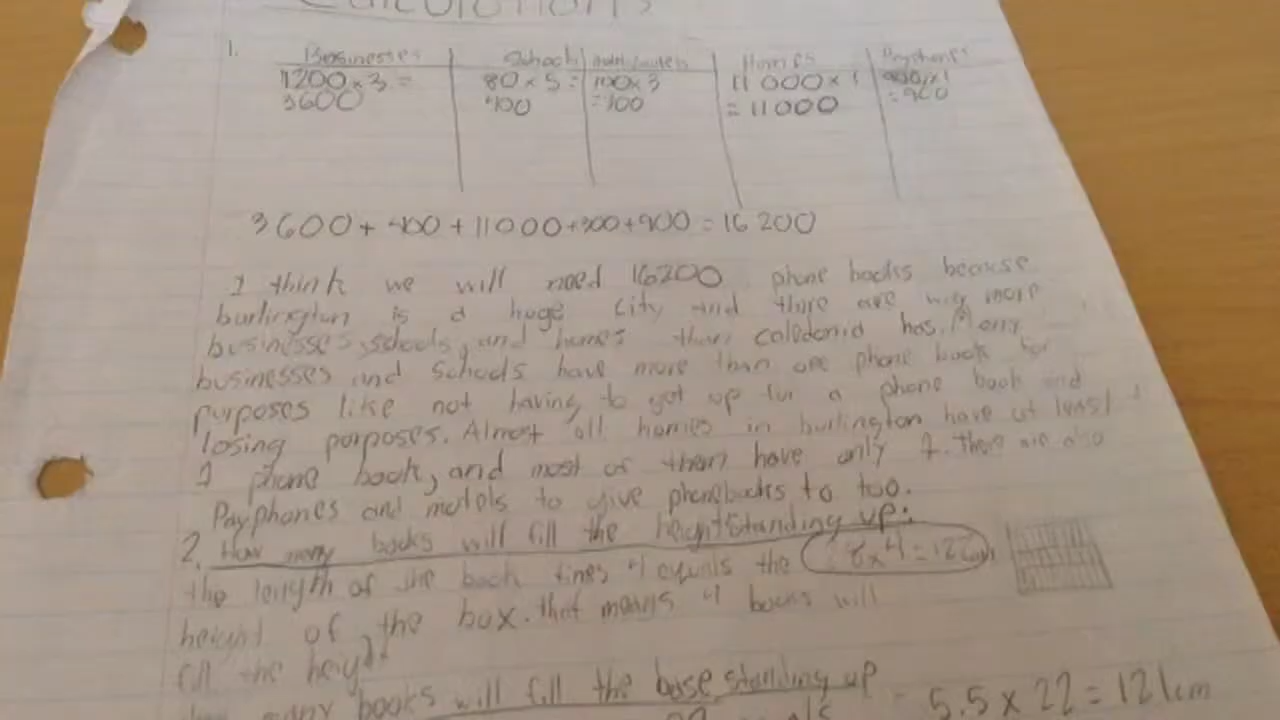 Calculations
1. Businesses Schools Homes Payphones
1200 × 3 = 80 × 5 = 100 × 3 11 000 × 1
3600 400 = 300 = 11000 = 900
3600 + 400 + 11000 + 300 + 900 = 16 200
I think we will need 16200 phone books because
burlington is a huge city and there are way more
businesses, schools, and homes than caledonia has. Many
businesses and schools have more than one phone book for
purposes like not having to get up for a phone book and
losing purposes. Almost all homes in burlington have at least
1 phone book, and most of them have only 1. There are also
Payphones and motels to give phonebooks to too.
2. How many books will fill the height Standing up:
the length of the book times 4 equals the
height of the box. that means 4 books will
fill the height
many books will fill the base standing up
5.5 × 22 = 121cm